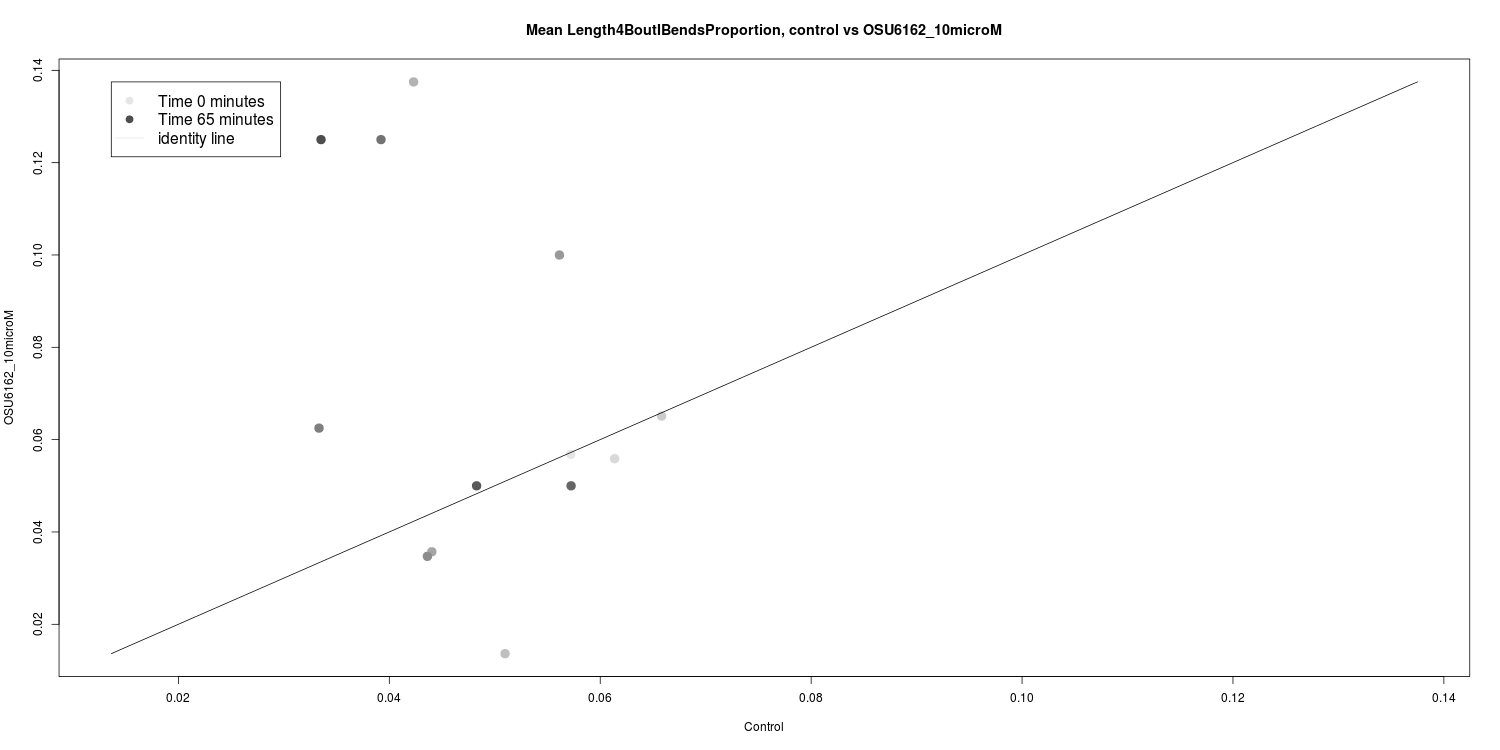 Mean Length4BoutlBendsProportion, control vs OSU6162_10microM
Time 0 minutes
Time 65 minutes
identity line
0.14
0.12
0.10
0.08
0.06
0.04
0.02
OSU6162_10microM
0.02 0.04 0.06 0.08 0.10 0.12 0.14
Control